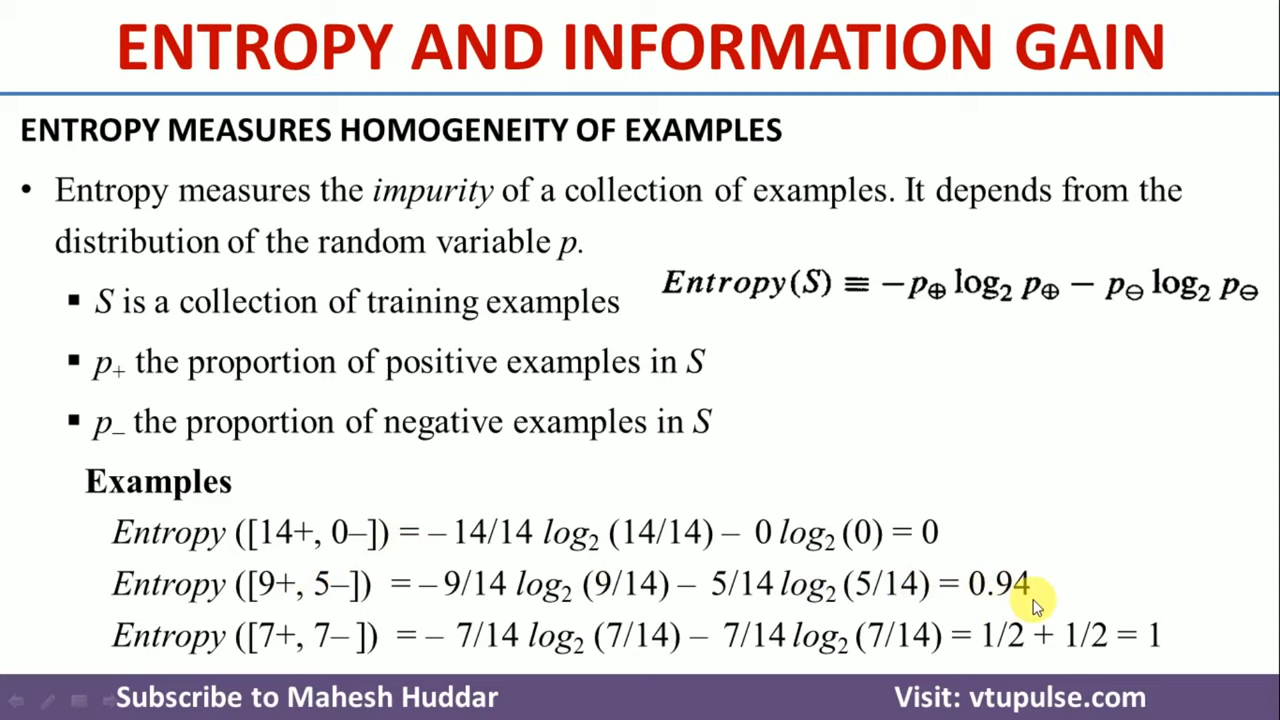 ENTROPY AND INFORMATION GAIN
ENTROPY MEASURES HOMOGENEITY OF EXAMPLES
• Entropy measures the impurity of a collection of examples. It depends from the
distribution of the random variable p.
▪ S is a collection of training examples
Entropy(S) ≡ −p⊕ log₂ p⊕ − p⊖ log₂ p⊖
▪ p₊ the proportion of positive examples in S
▪ p₋ the proportion of negative examples in S
Examples
Entropy ([14+, 0–]) = – 14/14 log₂ (14/14) – 0 log₂ (0) = 0
Entropy ([9+, 5–]) = – 9/14 log₂ (9/14) – 5/14 log₂ (5/14) = 0.94
Entropy ([7+, 7– ]) = – 7/14 log₂ (7/14) – 7/14 log₂ (7/14) = 1/2 + 1/2 = 1
Subscribe to Mahesh Huddar
Visit: vtupulse.com